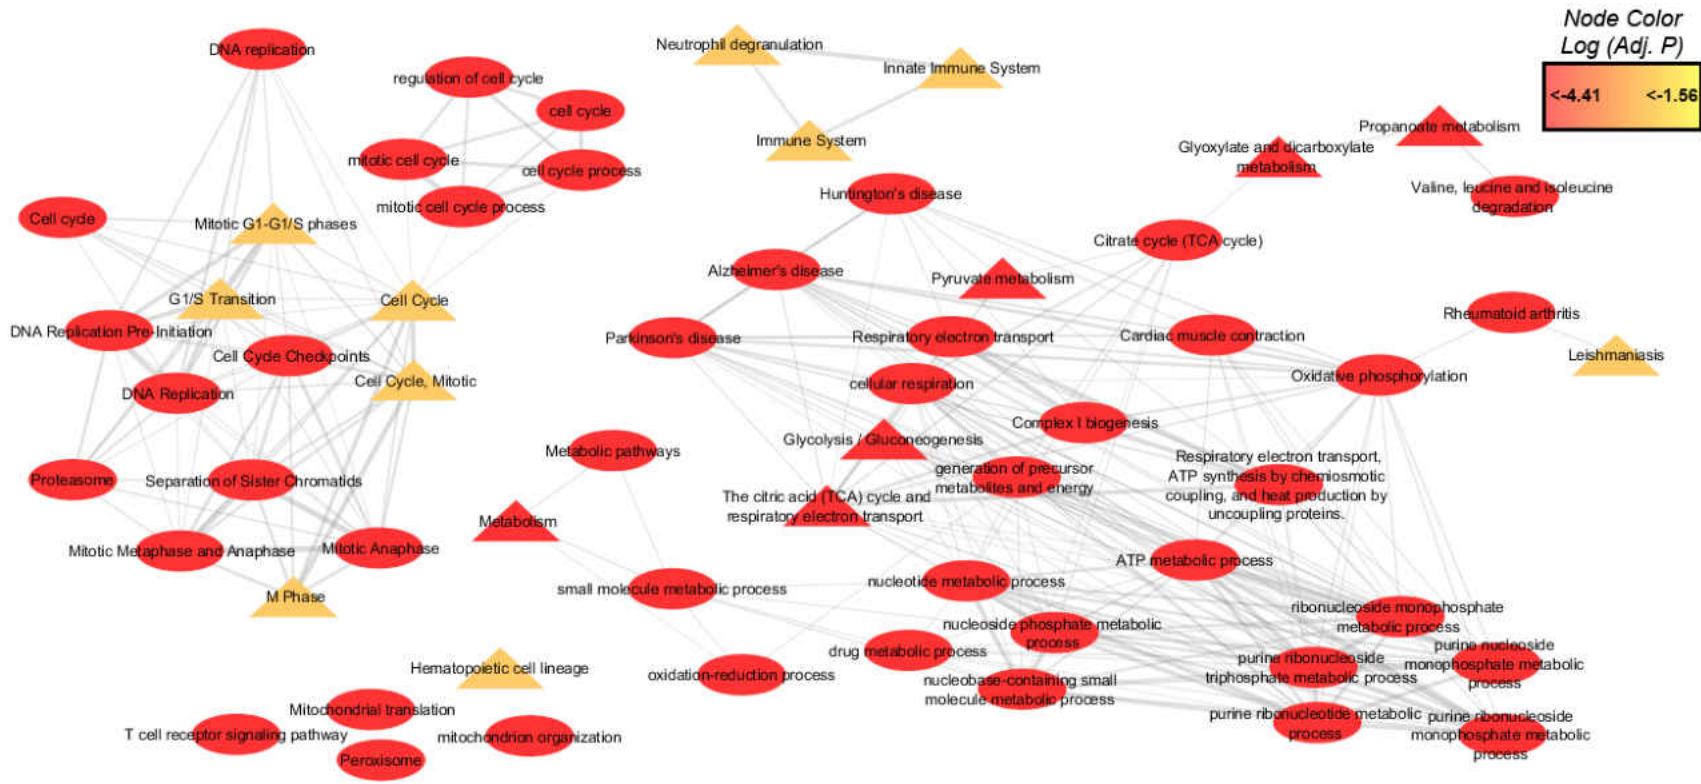 Node Color
Log (Adj. P)
<-4.41
<-1.56
DNA replication
regulation of cell cycle
cell cycle
mitotic cell cycle
cell cycle process
mitotic cell cycle process
Neutrophil degranulation
Innate Immune System
Immune System
Propanoate metabolism
Glyoxylate and dicarboxylate
metabolism
Valine, leucine and isoleucine
degradation
Huntington's disease
Cell cycle
Mitotic G1-G1/S phases
Citrate cycle (TCA cycle)
Alzheimer's disease
Pyruvate metabolism
G1/S Transition
Cell Cycle
Rheumatoid arthritis
DNA Replication Pre-Initiation
Parkinson's disease
Respiratory electron transport
Cardiac muscle contraction
Cell Cycle Checkpoints
Leishmaniasis
Cell Cycle, Mitotic
cellular respiration
Oxidative phosphorylation
DNA Replication
Complex I biogenesis
Glycolysis / Gluconeogenesis
Metabolic pathways
Respiratory electron transport,
ATP synthesis by chemiosmotic
coupling, and heat production by
uncoupling proteins.
generation of precursor
metabolites and energy
Proteasome
Separation of Sister Chromatids
The citric acid (TCA) cycle and
respiratory electron transport
Metabolism
Mitotic Metaphase and Anaphase
Mitotic Anaphase
ATP metabolic process
nucleotide metabolic process
small molecule metabolic process
M Phase
ribonucleoside monophosphate
metabolic process
nucleoside phosphate metabolic
process
drug metabolic process
purine nucleoside
monophosphate metabolic
process
purine ribonucleoside
triphosphate metabolic process
Hematopoietic cell lineage
oxidation-reduction process
nucleobase-containing small
molecule metabolic process
Mitochondrial translation
purine ribonucleotide metabolic
process
purine ribonucleoside
monophosphate metabolic
process
T cell receptor signaling pathway
mitochondrion organization
Peroxisome